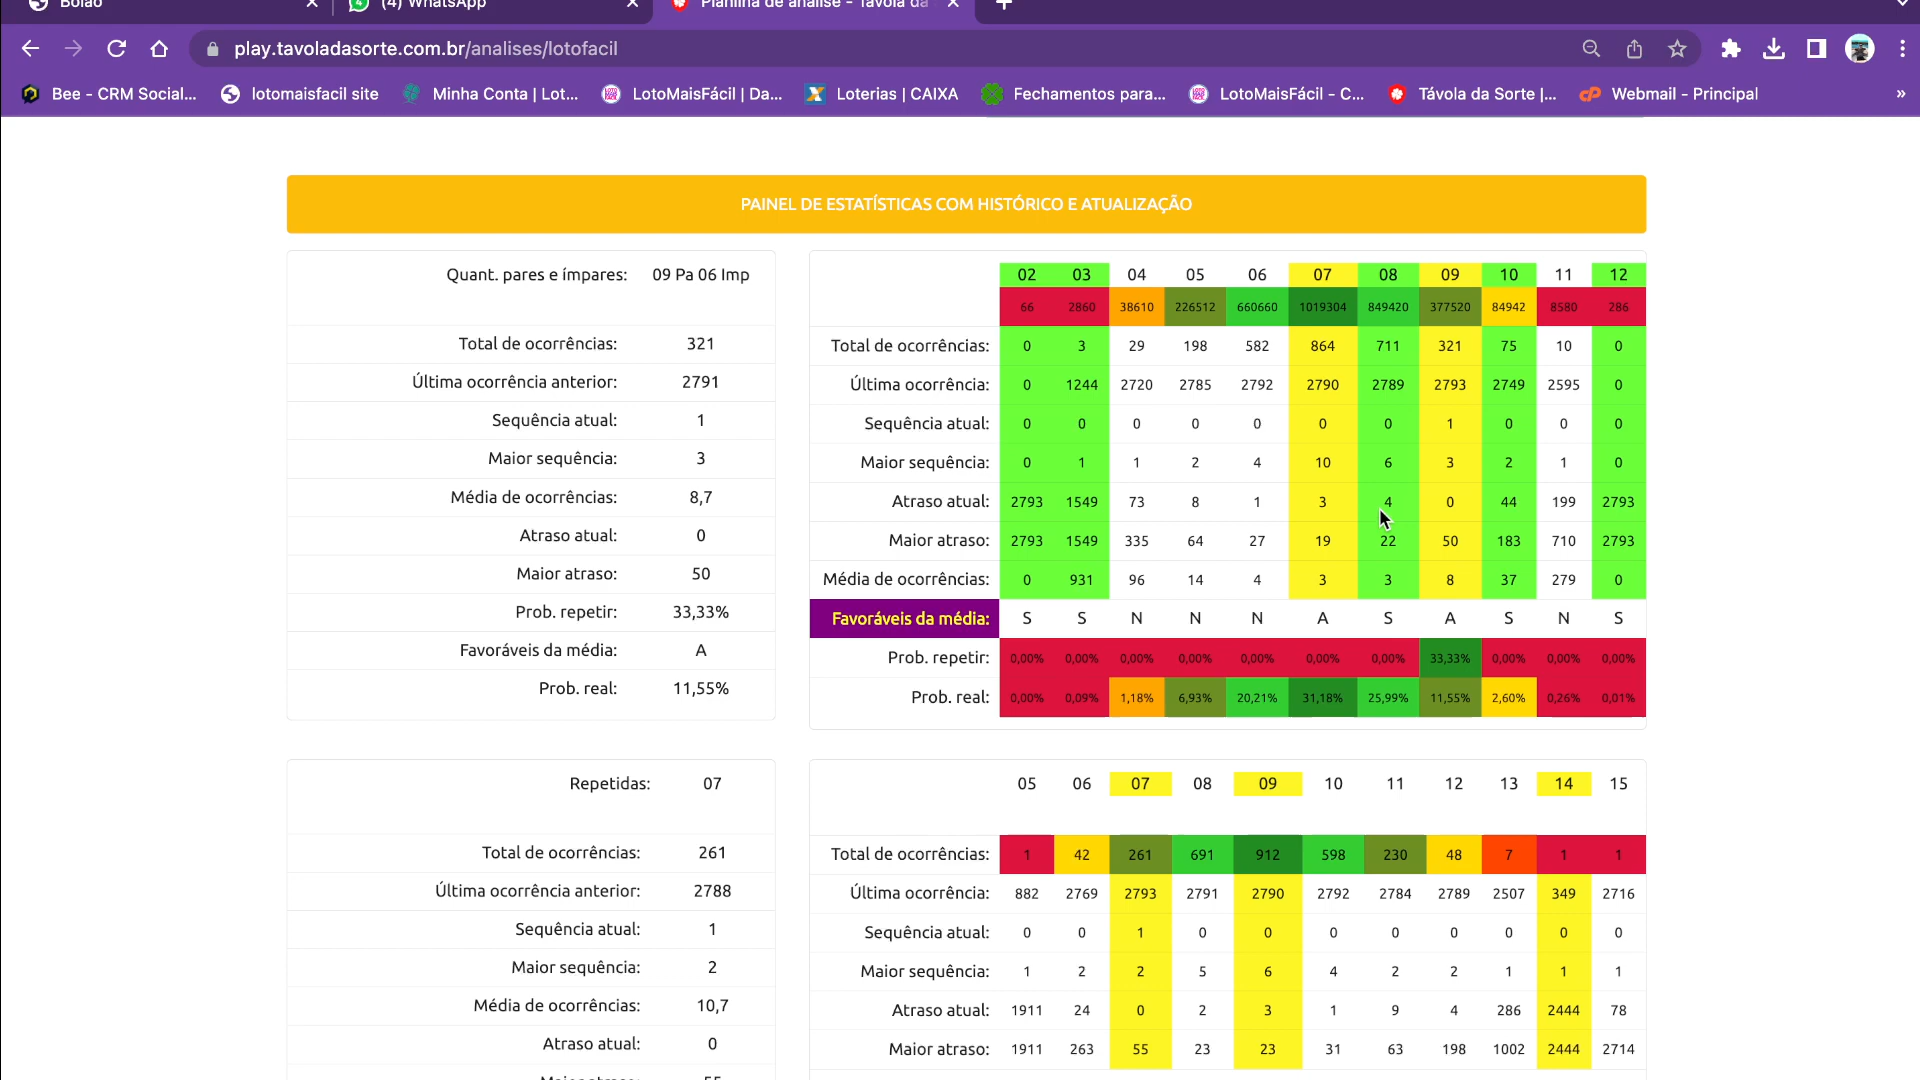 Bolão
(4) WhatsApp
Planilha de análise - Távola da
play.tavoladasorte.com.br/analises/lotofacil
Bee - CRM Social...
lotomaisfacil site
Minha Conta | Lot...
LotoMaisFácil | Da...
Loterias | CAIXA
Fechamentos para...
LotoMaisFácil - C...
Távola da Sorte |...
Webmail - Principal
»
PAINEL DE ESTATÍSTICAS COM HISTÓRICO E ATUALIZAÇÃO
Quant. pares e ímpares: 09 Pa 06 Imp
Total de ocorrências: 321
Última ocorrência anterior: 2791
Sequência atual: 1
Maior sequência: 3
Média de ocorrências: 8,7
Atraso atual: 0
Maior atraso: 50
Prob. repetir: 33,33%
Favoráveis da média: A
Prob. real: 11,55%
02 03 04 05 06 07 08 09 10 11 12
66 2860 38610 226512 660660 1019304 849420 377520 84942 8580 286
Total de ocorrências: 0 3 29 198 582 864 711 321 75 10 0
Última ocorrência: 0 1244 2720 2785 2792 2790 2789 2793 2749 2595 0
Sequência atual: 0 0 0 0 0 0 0 1 0 0 0
Maior sequência: 0 1 1 2 4 10 6 3 2 1 0
Atraso atual: 2793 1549 73 8 1 3 4 0 44 199 2793
Maior atraso: 2793 1549 335 64 27 19 22 50 183 710 2793
Média de ocorrências: 0 931 96 14 4 3 3 8 37 279 0
Favoráveis da média: S S N N N A S A S N S
Prob. repetir: 0,00% 0,00% 0,00% 0,00% 0,00% 0,00% 0,00% 33,33% 0,00% 0,00% 0,00%
Prob. real: 0,00% 0,09% 1,18% 6,93% 20,21% 31,18% 25,99% 11,55% 2,60% 0,26% 0,01%
Repetidas: 07
Total de ocorrências: 261
Última ocorrência anterior: 2788
Sequência atual: 1
Maior sequência: 2
Média de ocorrências: 10,7
Atraso atual: 0
Maior atraso: 55
05 06 07 08 09 10 11 12 13 14 15
Total de ocorrências: 1 42 261 691 912 598 230 48 7 1 1
Última ocorrência: 882 2769 2793 2791 2790 2792 2784 2789 2507 349 2716
Sequência atual: 0 0 1 0 0 0 0 0 0 0 0
Maior sequência: 1 2 2 5 6 4 2 2 1 1 1
Atraso atual: 1911 24 0 2 3 1 9 4 286 2444 78
Maior atraso: 1911 263 55 23 23 31 63 198 1002 2444 2714